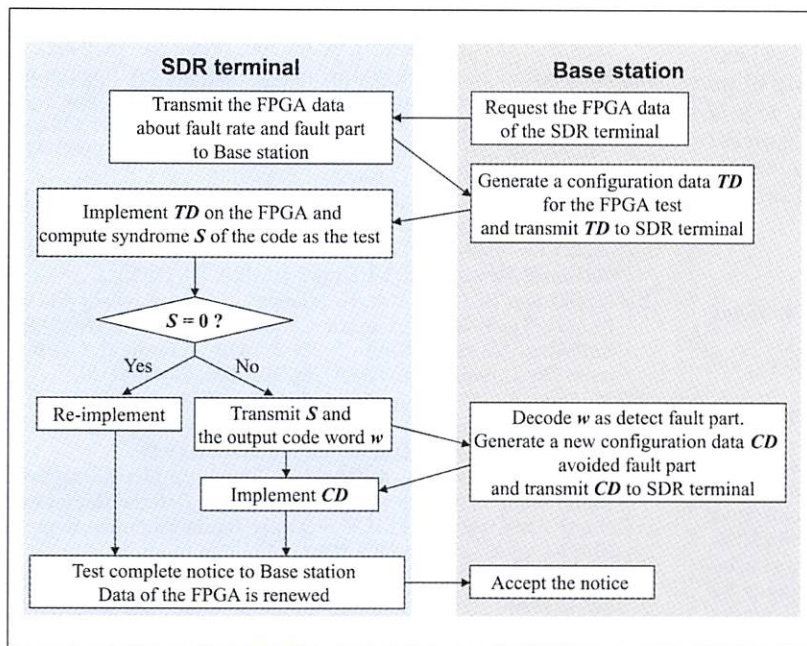 SDR terminal
Base station
Request the FPGA data
of the SDR terminal
Transmit the FPGA data
about fault rate and fault part
to Base station
Generate a configuration data TD
for the FPGA test
and transmit TD to SDR terminal
Implement TD on the FPGA and
compute syndrome S of the code as the test
S = 0 ?
Yes
No
Re-implement
Transmit S and
the output code word w
Decode w as detect fault part.
Generate a new configuration data CD
avoided fault part
and transmit CD to SDR terminal
Implement CD
Test complete notice to Base station
Data of the FPGA is renewed
Accept the notice